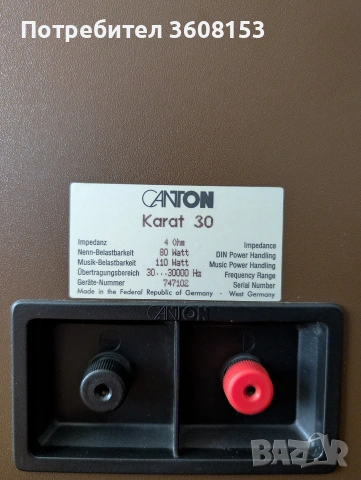 Потребител 3608153
CANTON
Karat 30
Impedanz 4 Ohm Impedance
Nenn-Belastbarkeit 80 Watt DIN Power Handling
Musik-Belastbarkeit 110 Watt Music Power Handling
Übertragungsbereich 30...30000 Hz Frequency Range
Geräte-Nummer 747102 Serial Number
Made in the Federal Republic of Germany - West Germany
CANTON
BAZAR